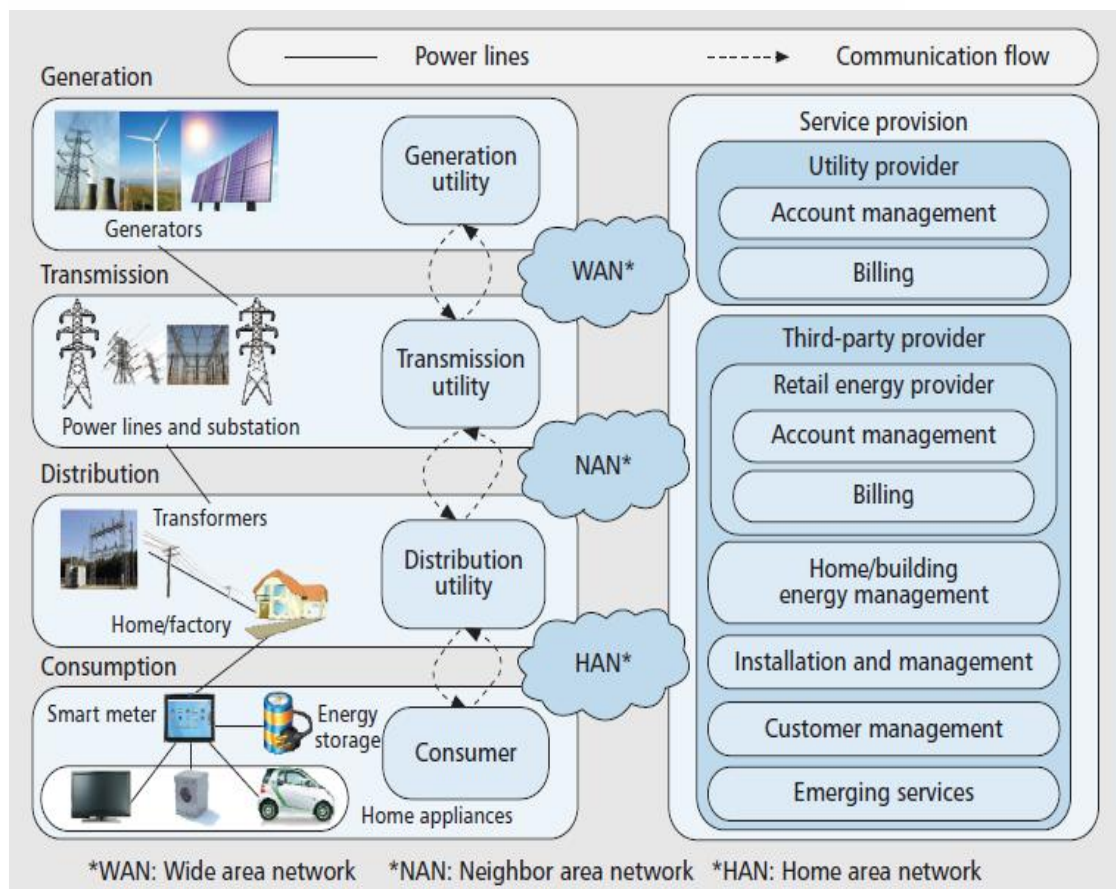 Power lines
Communication flow
Generation
Generators
Generation
utility
Transmission
Power lines and substation
Transmission
utility
Distribution
Transformers
Home/factory
Distribution
utility
Consumption
Smart meter
Energy
storage
Home appliances
Consumer
WAN*
NAN*
HAN*
Service provision
Utility provider
Account management
Billing
Third-party provider
Retail energy provider
Account management
Billing
Home/building
energy management
Installation and management
Customer management
Emerging services
*WAN: Wide area network *NAN: Neighbor area network *HAN: Home area network